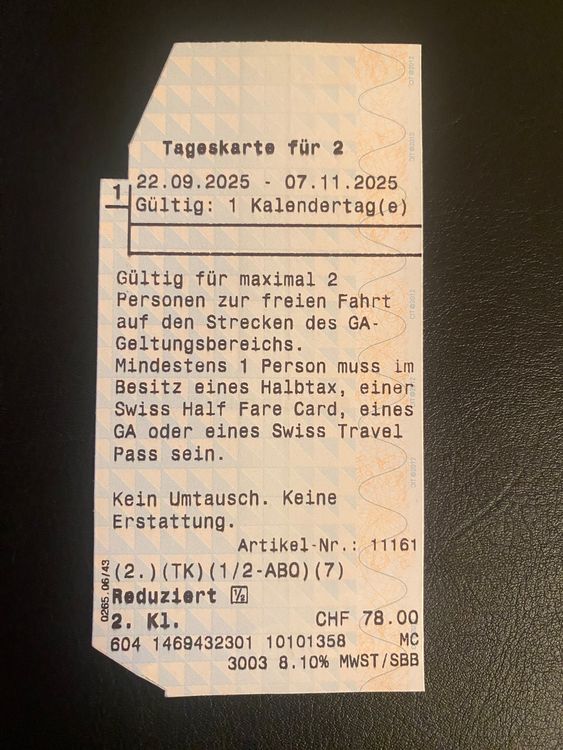 Tageskarte für 2
1
22.09.2025 - 07.11.2025
Gültig: 1 Kalendertag(e)
Gültig für maximal 2
Personen zur freien Fahrt
auf den Strecken des GA-
Geltungsbereichs.
Mindestens 1 Person muss im
Besitz eines Halbtax, einer
Swiss Half Fare Card, eines
GA oder eines Swiss Travel
Pass sein.
Kein Umtausch. Keine
Erstattung.
Artikel-Nr.: 11161
(2.)(TK)(1/2-ABO)(7)
Reduziert 1/2
2. Kl. CHF 78.00
604 1469432301 10101358 MC
3003 8.10% MWST/SBB
0265.06/43
CIT ©2012